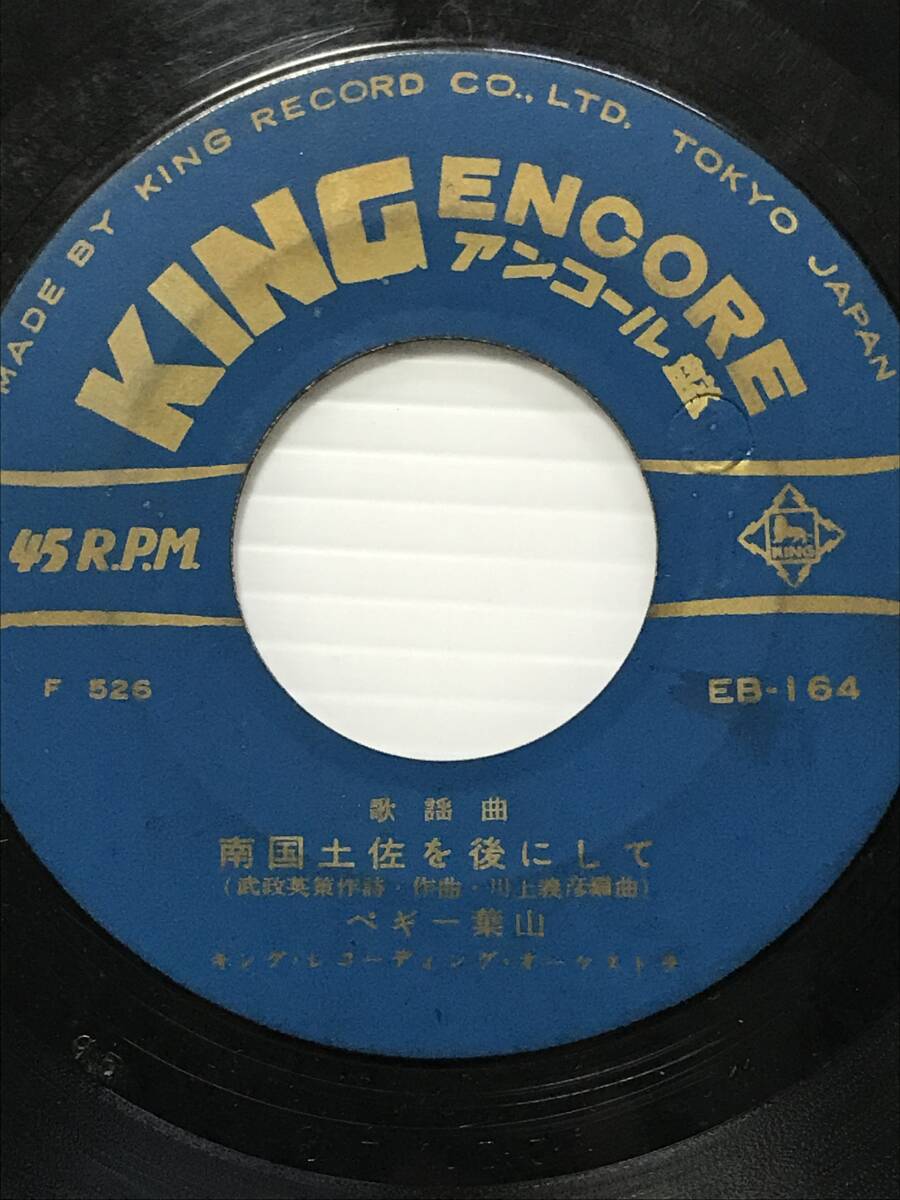 MADE BY KING RECORD CO., LTD. TOKYO JAPAN
KING ENCORE
アンコール盤
45 R.P.M.
KING
F 526
EB-164
歌謡曲
南国土佐を後にして
(武政英策作詩・作曲・川上義彦編曲)
ペギー葉山
キング・レコーディング・オーケストラ